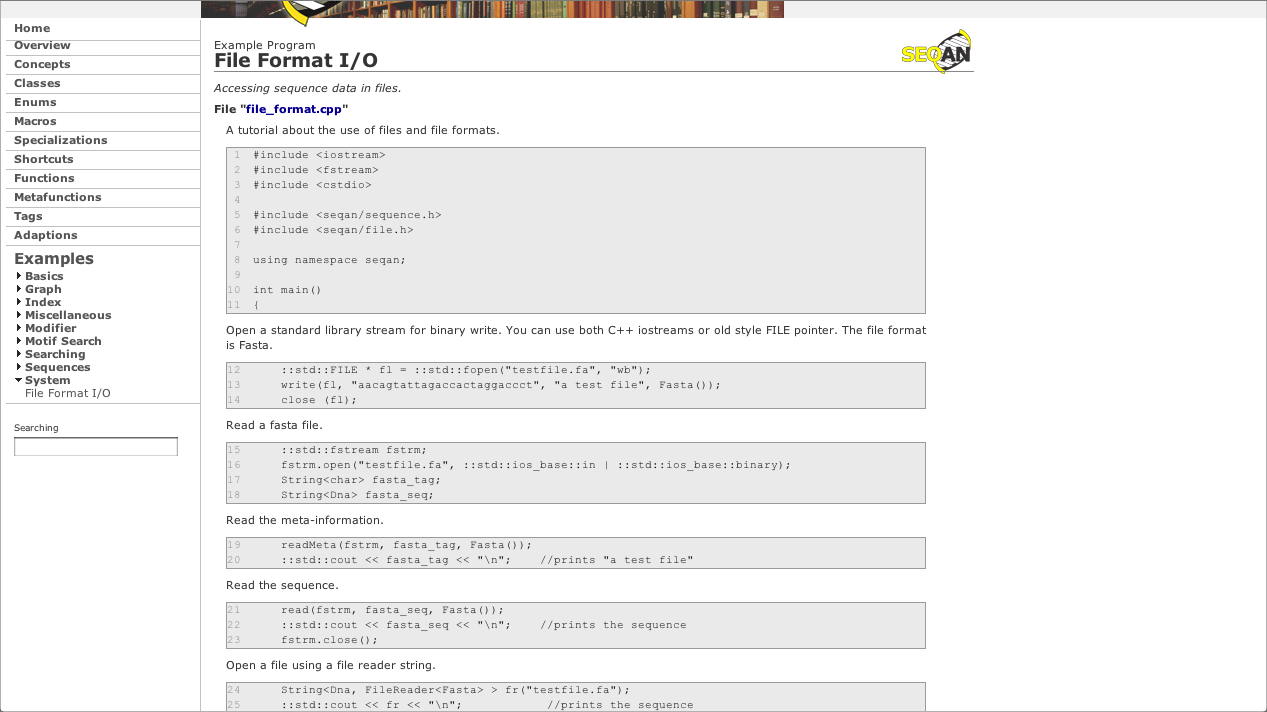 Home
Overview
Concepts
Classes
Enums
Macros
Specializations
Shortcuts
Functions
Metafunctions
Tags
Adaptions
Examples
Basics
Graph
Index
Miscellaneous
Modifier
Motif Search
Searching
Sequences
System
File Format I/O
Searching
Example Program
File Format I/O
SEQAN
Accessing sequence data in files.
File "file_format.cpp"
A tutorial about the use of files and file formats.
1 #include <iostream>
2 #include <fstream>
3 #include <cstdio>
4
5 #include <seqan/sequence.h>
6 #include <seqan/file.h>
7
8 using namespace seqan;
9
10 int main()
11 {
Open a standard library stream for binary write. You can use both C++ iostreams or old style FILE pointer. The file format
is Fasta.
12     ::std::FILE * fl = ::std::fopen("testfile.fa", "wb");
13     write(fl, "aacagtattagaccactaggaccct", "a test file", Fasta());
14     close (fl);
Read a fasta file.
15     ::std::fstream fstrm;
16     fstrm.open("testfile.fa", ::std::ios_base::in | ::std::ios_base::binary);
17     String<char> fasta_tag;
18     String<Dna> fasta_seq;
Read the meta-information.
19     readMeta(fstrm, fasta_tag, Fasta());
20     ::std::cout << fasta_tag << "\n";    //prints "a test file"
Read the sequence.
21     read(fstrm, fasta_seq, Fasta());
22     ::std::cout << fasta_seq << "\n";    //prints the sequence
23     fstrm.close();
Open a file using a file reader string.
24     String<Dna, FileReader<Fasta> > fr("testfile.fa");
25     ::std::cout << fr << "\n";            //prints the sequence